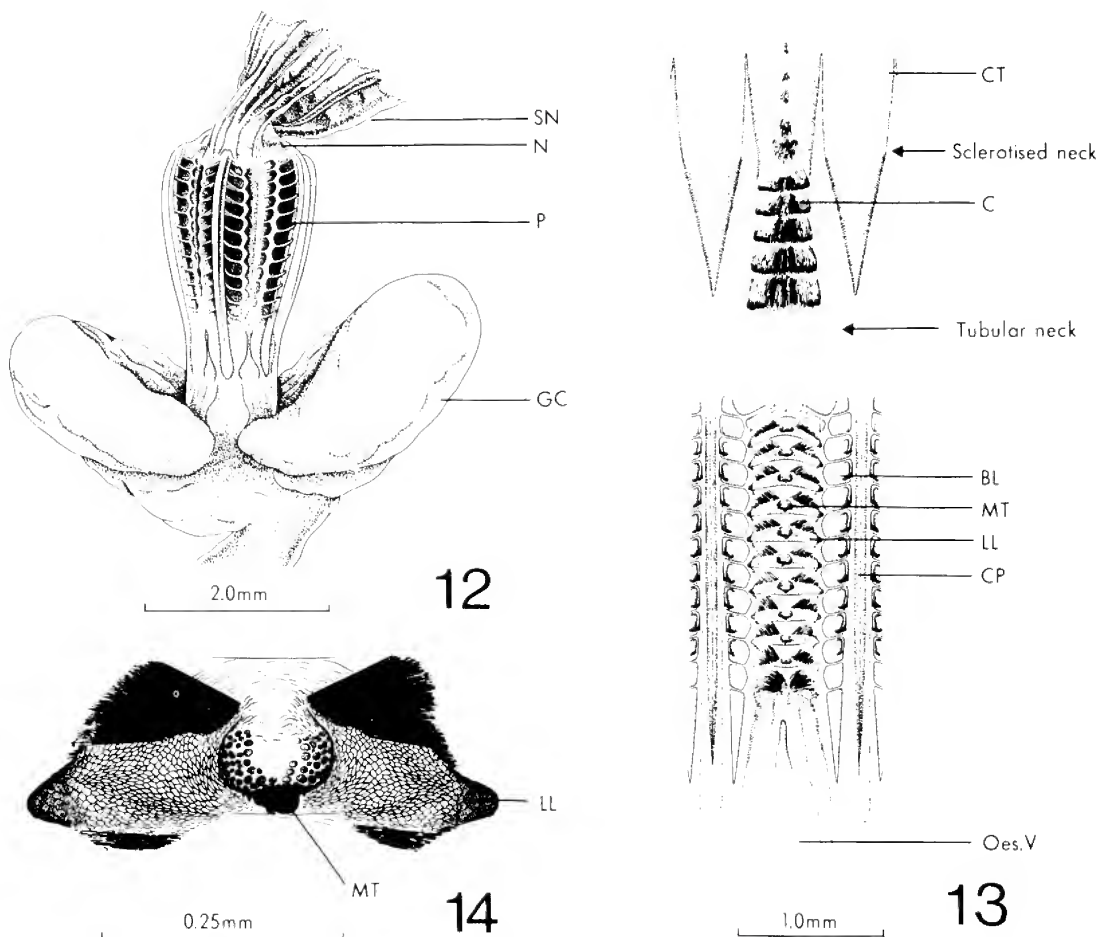 SN
N
P
GC
2.0mm
12
CT
Sclerotised neck
C
Tubular neck
BL
MT
LL
CP
Oes.V
13
1.0mm
LL
MT
14
0.25mm